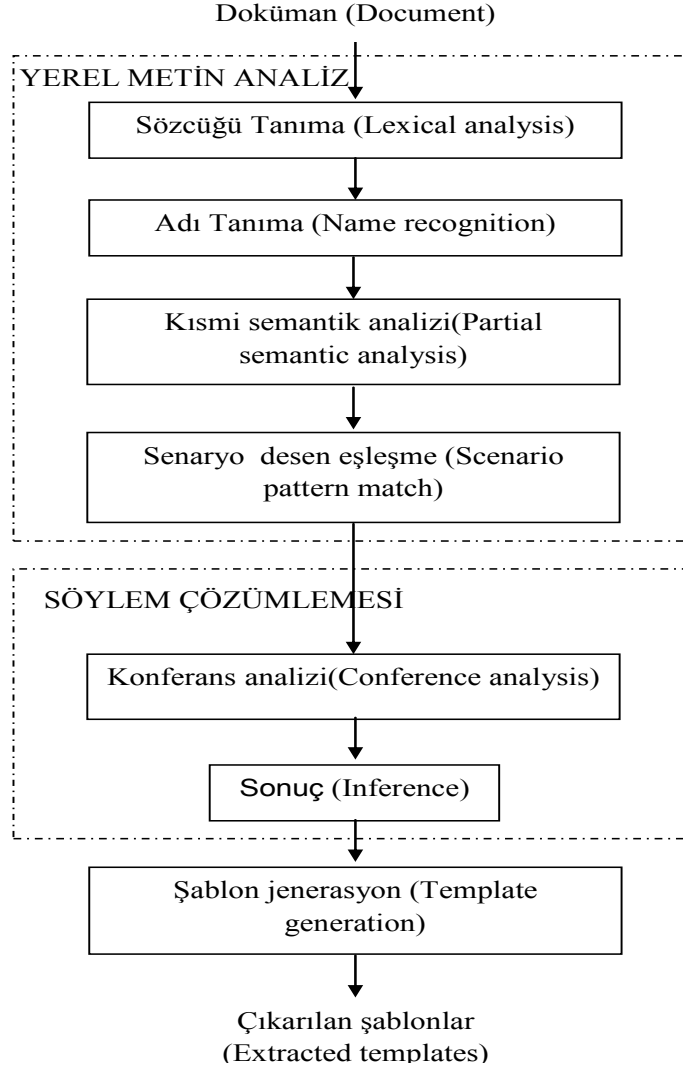 Doküman (Document)
YEREL METİN ANALİZ
Sözcüğü Tanıma (Lexical analysis)
Adı Tanıma (Name recognition)
Kısmi semantik analizi(Partial
semantic analysis)
Senaryo desen eşleşme (Scenario
pattern match)
SÖYLEM ÇÖZÜMLEMESİ
Konferans analizi(Conference analysis)
Sonuç (Inference)
Şablon jenerasyon (Template
generation)
Çıkarılan şablonlar
(Extracted templates)